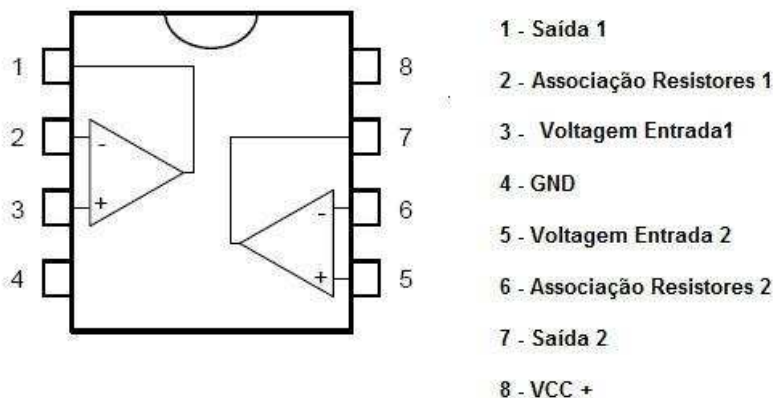 1 - Saída 1
2 - Associação Resistores 1
3 - Voltagem Entrada1
4 - GND
5 - Voltagem Entrada 2
6 - Associação Resistores 2
7 - Saída 2
8 - VCC +
1
2
3
4
8
7
6
5
-
+
-
+